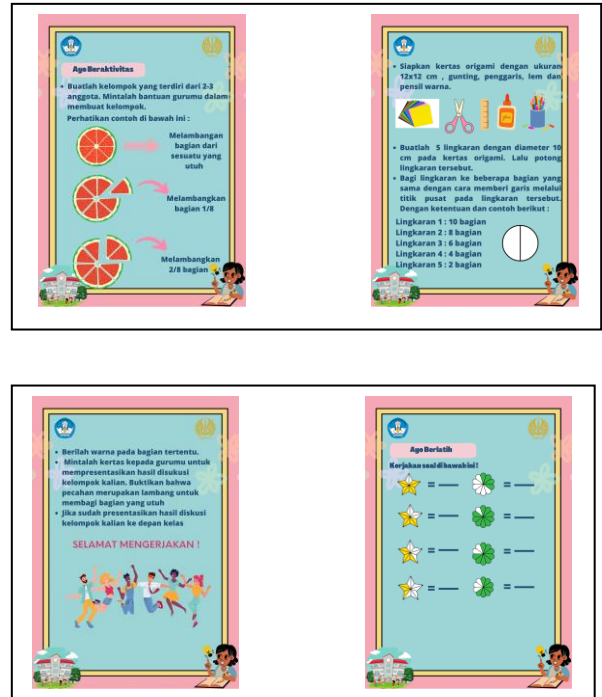 Ayo Beraktivitas
• Buatlah kelompok yang terdiri dari 2-3
anggota. Mintalah bantuan gurumu dalam
membuat kelompok.
Perhatikan contoh di bawah ini :
Melambangan
bagian dari
sesuatu yang
utuh
Melambangkan
bagian 1/8
Melambangkan
2/8 bagian
• Siapkan kertas origami dengan ukuran
12x12 cm , gunting, penggaris, lem dan
pensil warna.
• Buatlah 5 lingkaran dengan diameter 10
cm pada kertas origami. Lalu potong
lingkaran tersebut.
• Bagi lingkaran ke beberapa bagian yang
sama dengan cara memberi garis melalui
titik pusat pada lingkaran tersebut.
Dengan ketentuan dan contoh berikut :
Lingkaran 1 : 10 bagian
Lingkaran 2 : 8 bagian
Lingkaran 3 : 6 bagian
Lingkaran 4 : 4 bagian
Lingkaran 5 : 2 bagian
• Berilah warna pada bagian tertentu.
• Mintalah kertas kepada gurumu untuk
mempresentasikan hasil disukusi
kelompok kalian. Buktikan bahwa
pecahan merupakan lambang untuk
membagi bagian yang utuh
• Jika sudah presentasikan hasil diskusi
kelompok kalian ke depan kelas
SELAMAT MENGERJAKAN !
Ayo Berlatih
Kerjakan soal di bawah ini !
= —
= —
= —
= —
= —
= —
= —
= —